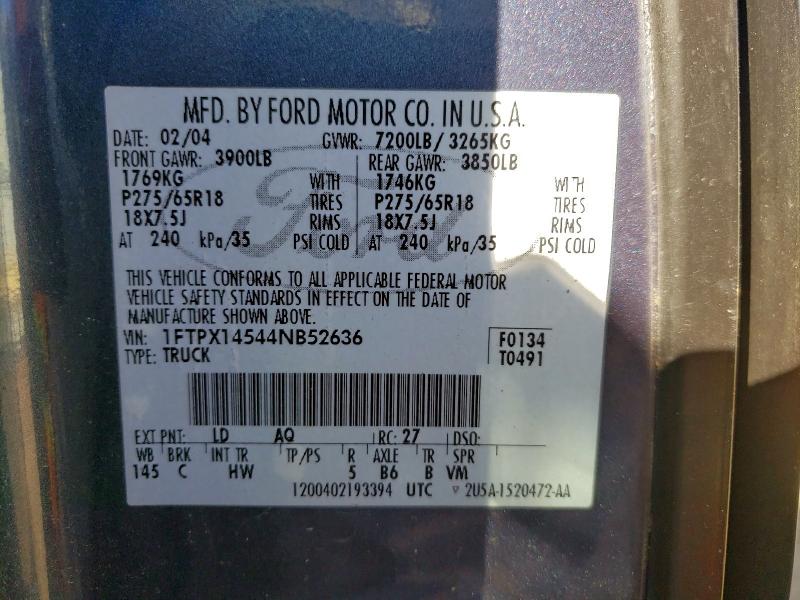 MFD. BY FORD MOTOR CO. IN U.S.A.
DATE: 02/04 GVWR: 7200LB/ 3265KG
FRONT GAWR: 3900LB REAR GAWR: 3850LB
1769KG WITH 1746KG WITH
P275/65R18 TIRES P275/65R18 TIRES
18X7.5J RIMS 18X7.5J RIMS
AT 240 kPa/35 PSI COLD AT 240 kPa/35 PSI COLD
Ford
THIS VEHICLE CONFORMS TO ALL APPLICABLE FEDERAL MOTOR
VEHICLE SAFETY STANDARDS IN EFFECT ON THE DATE OF
MANUFACTURE SHOWN ABOVE.
VIN: 1FTPX14544NB52636 F0134
TYPE: TRUCK T0491
EXT PNT: LD AQ RC: 27 DSO:
WB BRK INT TR TP/PS R AXLE TR SPR
145 C HW 5 B6 B VM
1200402193394 UTC ▽ 2U5A-1520472-AA